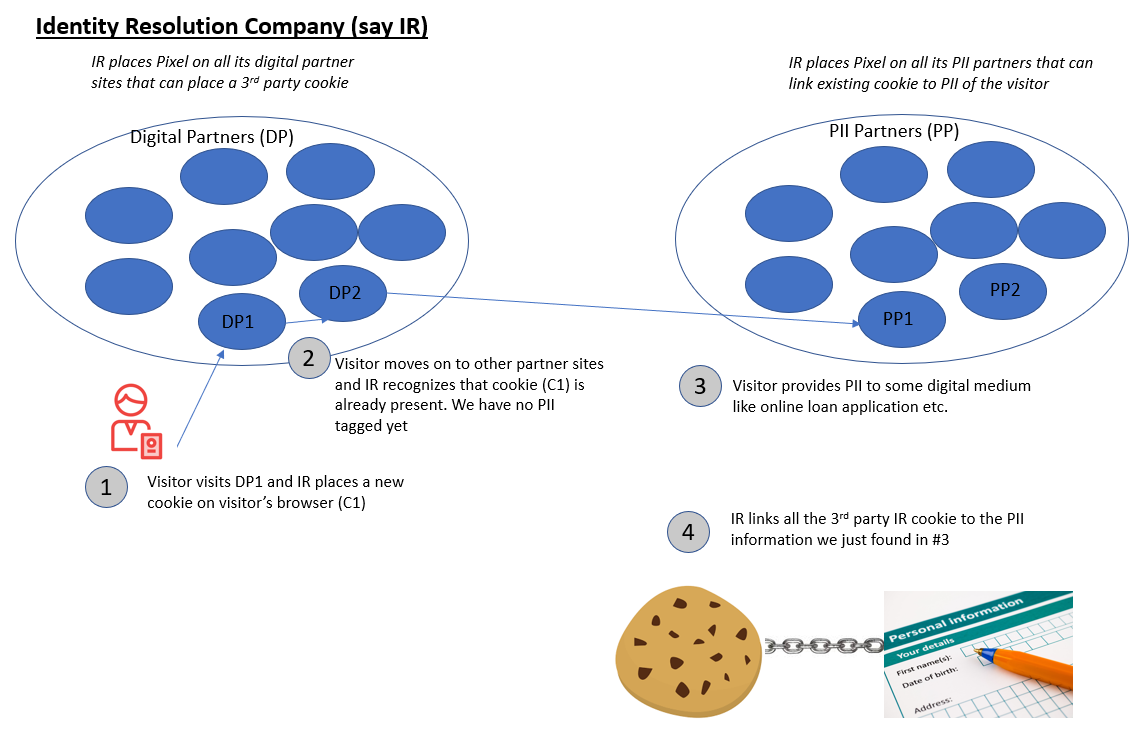 Identity Resolution Company (say IR)
IR places Pixel on all its digital partner
sites that can place a 3rd party cookie
IR places Pixel on all its PII partners that can
link existing cookie to PII of the visitor
Digital Partners (DP)
PII Partners (PP)
DP2
DP1
PP2
PP1
2
Visitor moves on to other partner sites
and IR recognizes that cookie (C1) is
already present. We have no PII
tagged yet
3
Visitor provides PII to some digital medium
like online loan application etc.
1
Visitor visits DP1 and IR places a new
cookie on visitor's browser (C1)
4
IR links all the 3rd party IR cookie to the PII
information we just found in #3
Personal information
Your details
First name(s):
Date of birth:
Address: